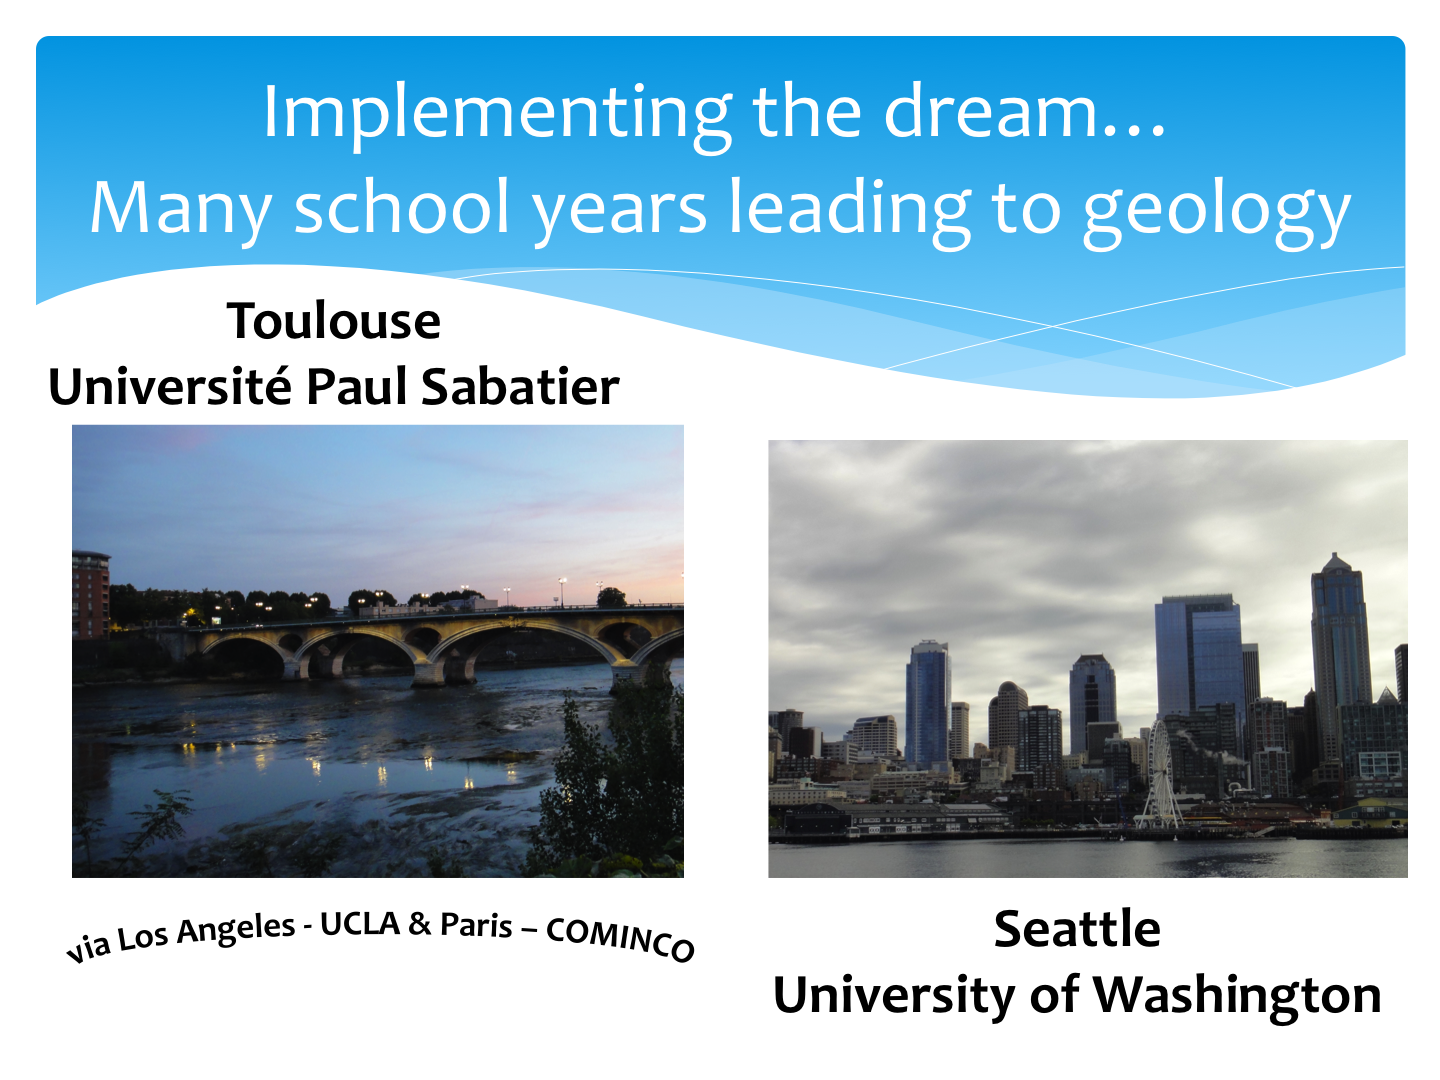 Implementing the dream…
Many school years leading to geology
Toulouse
Université Paul Sabatier
via Los Angeles - UCLA & Paris – COMINCO
Seattle
University of Washington